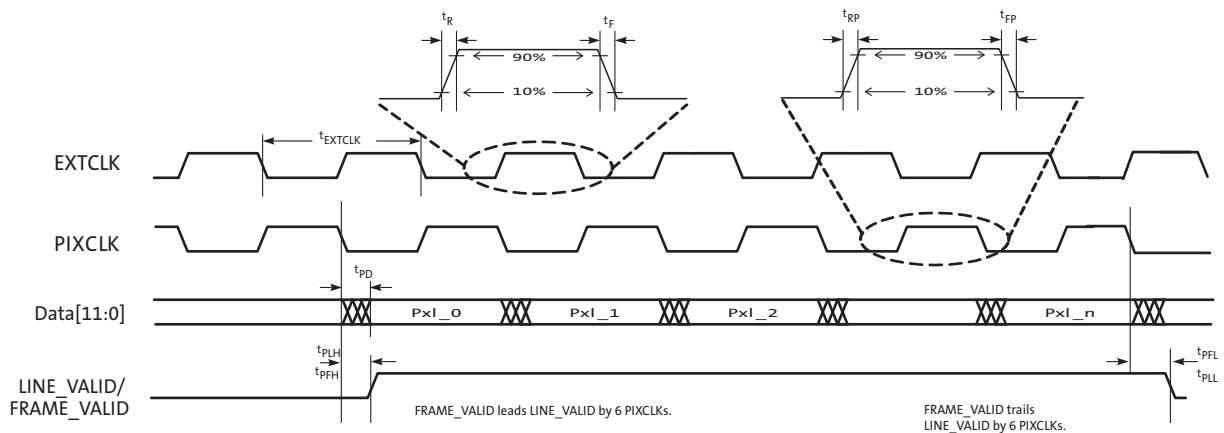 tR tF tRP tFP
90% 90%
10% 10%
tEXTCLK
EXTCLK
PIXCLK
tPD
Data[11:0] Pxl_0 Pxl_1 Pxl_2 Pxl_n
tPLH tPFL
tPFH tPLL
LINE_VALID/
FRAME_VALID
FRAME_VALID leads LINE_VALID by 6 PIXCLKs.
FRAME_VALID trails
LINE_VALID by 6 PIXCLKs.